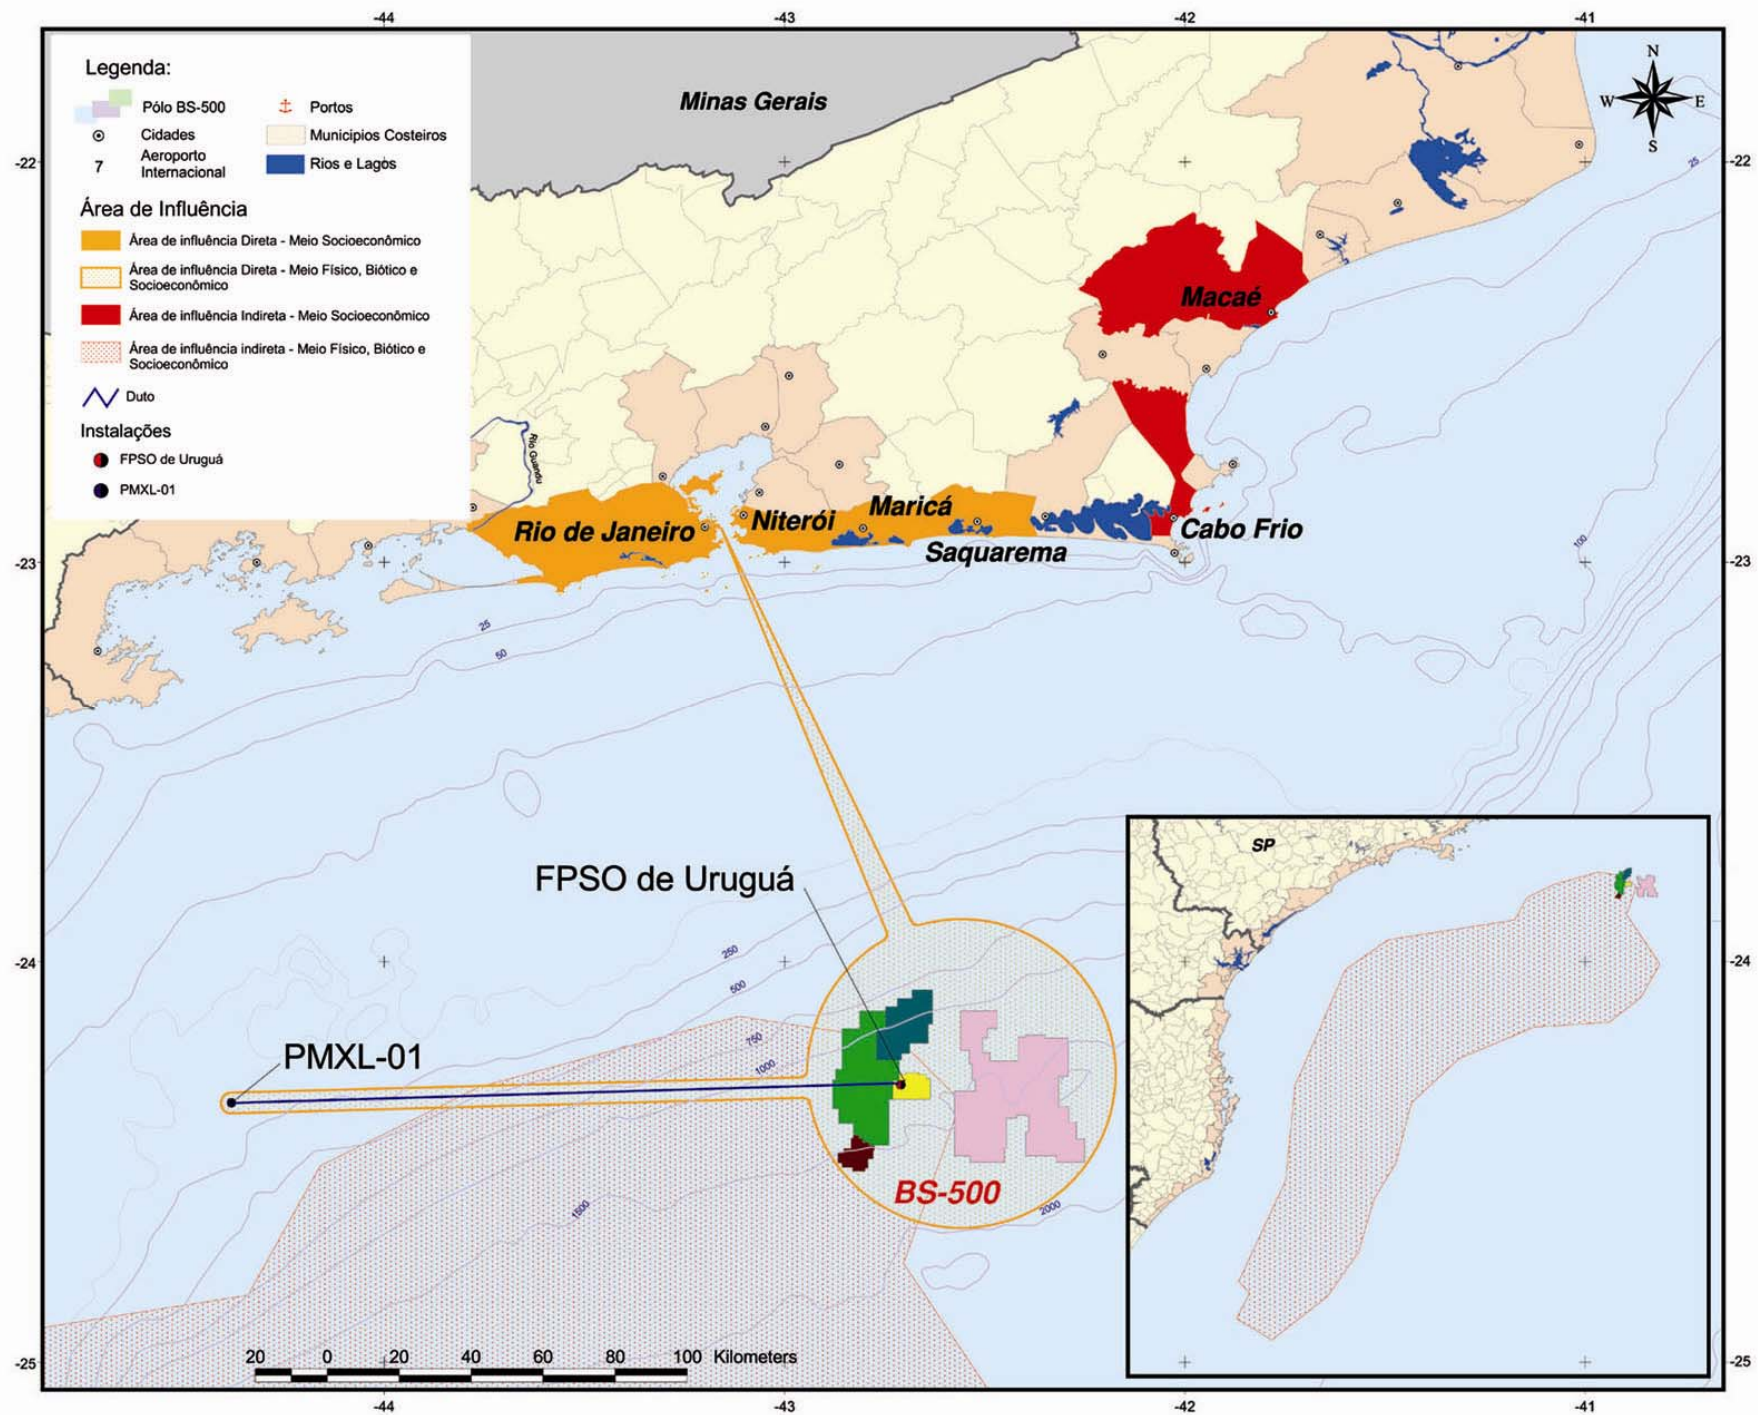 -44 -43 -42 -41
Legenda:
Pólo BS-500
Portos
Cidades
Municipios Costeiros
7
Aeroporto
Internacional
Rios e Lagos
Área de Influência
Área de influência Direta - Meio Socioeconômico
Área de influência Direta - Meio Físico, Biótico e
Socioeconômico
Área de influência Indireta - Meio Socioeconômico
Área de influência indireta - Meio Físico, Biótico e
Socioeconômico
Duto
Instalações
FPSO de Uruguá
PMXL-01
Minas Gerais
N
W E
S
-22 -22
25
Macaé
Rio Guandu
Rio de Janeiro
Niterói
Maricá
Saquarema
Cabo Frio
-23 -23
100
25
50
SP
FPSO de Uruguá
250
500
-24 -24
750
1000
PMXL-01
BS-500
1500
2000
20 0 20 40 60 80 100 Kilometers
-25 -25
-44 -43 -42 -41